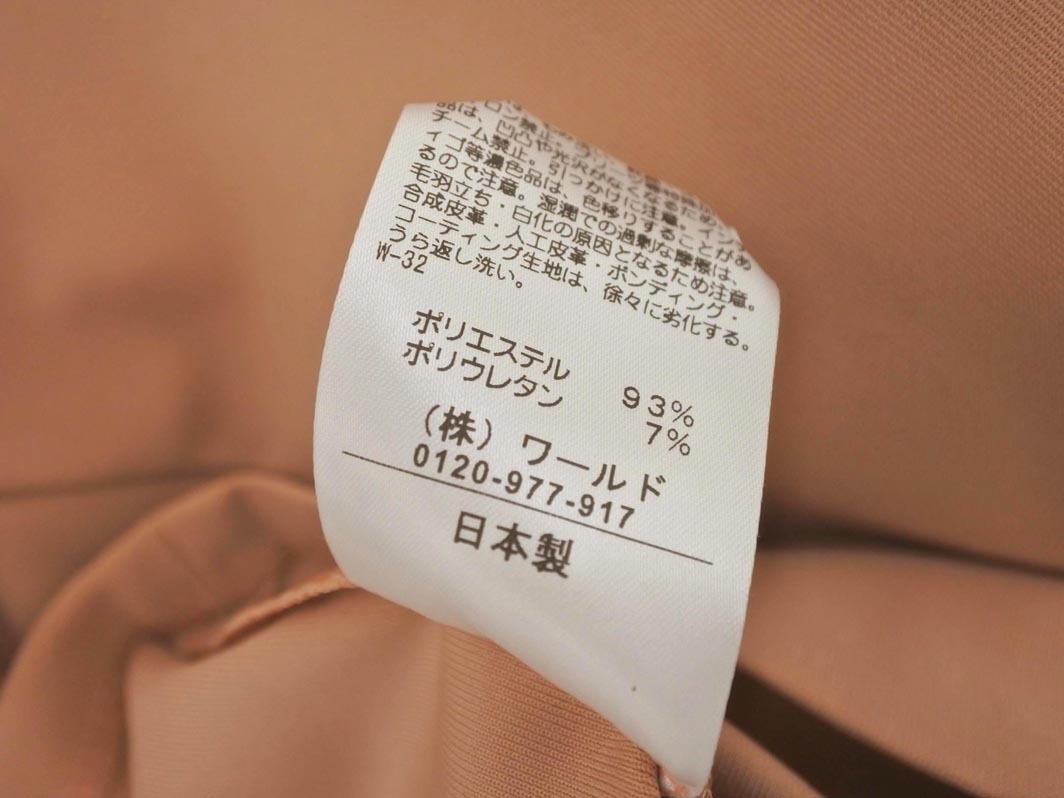 ロン禁止。
品は、凹凸や光沢がなくなるため
チーム禁止。引っかけに注意。インデ
ィゴ等濃色品は、色移りすることがあ
るので注意。湿潤での過剰な摩擦は、
毛羽立ち・白化の原因となるため注意。
合成皮革・人工皮革・ボンディング・
コーティング生地は、徐々に劣化する。
うら返し洗い。
W-32
ポリエステル 93%
ポリウレタン 7%
(株) ワールド
0120-977-917
日本製